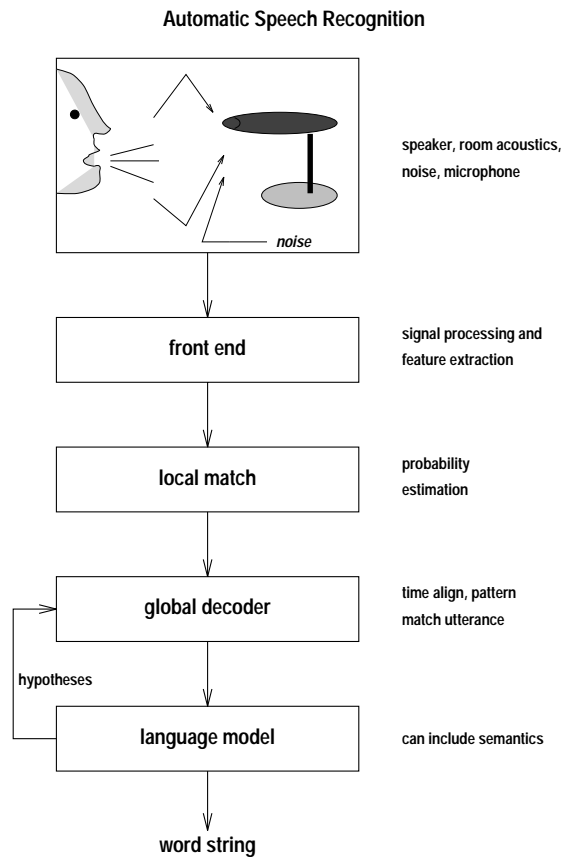 Automatic Speech Recognition
speaker, room acoustics,
noise, microphone
noise
front end
signal processing and
feature extraction
local match
probability
estimation
global decoder
time align, pattern
match utterance
hypotheses
language model
can include semantics
word string